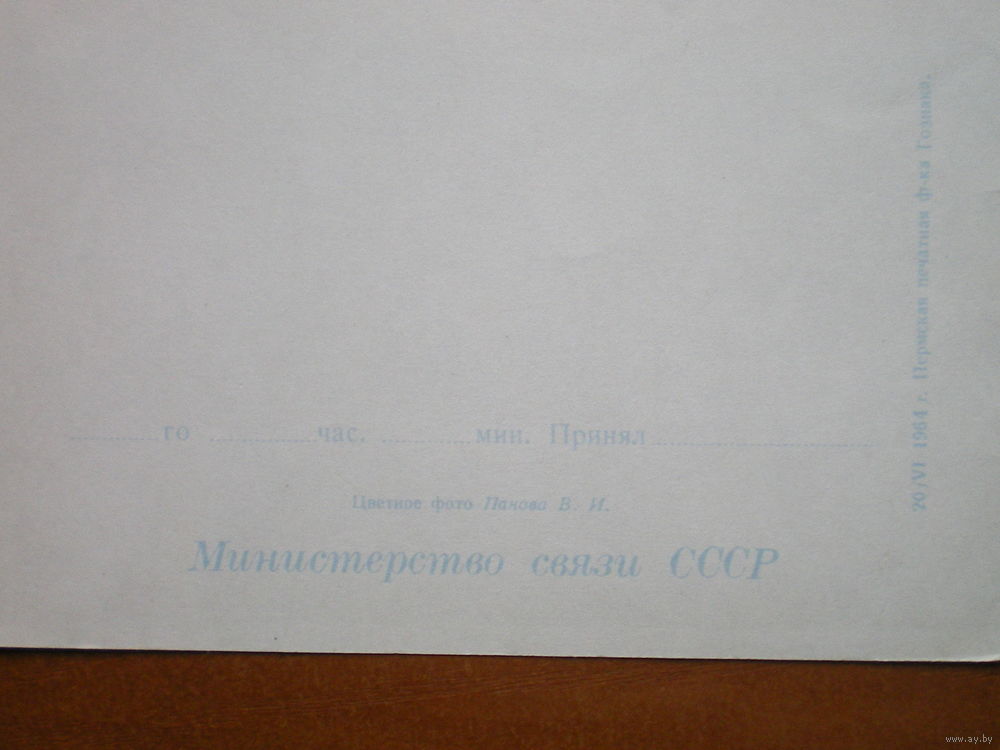 го час. мин. Принял
Цветное фото Панова В. И.
Министерство связи СССР
20/VI 1964 г. Пермская печатная ф-ка Гознака.
www.ay.by